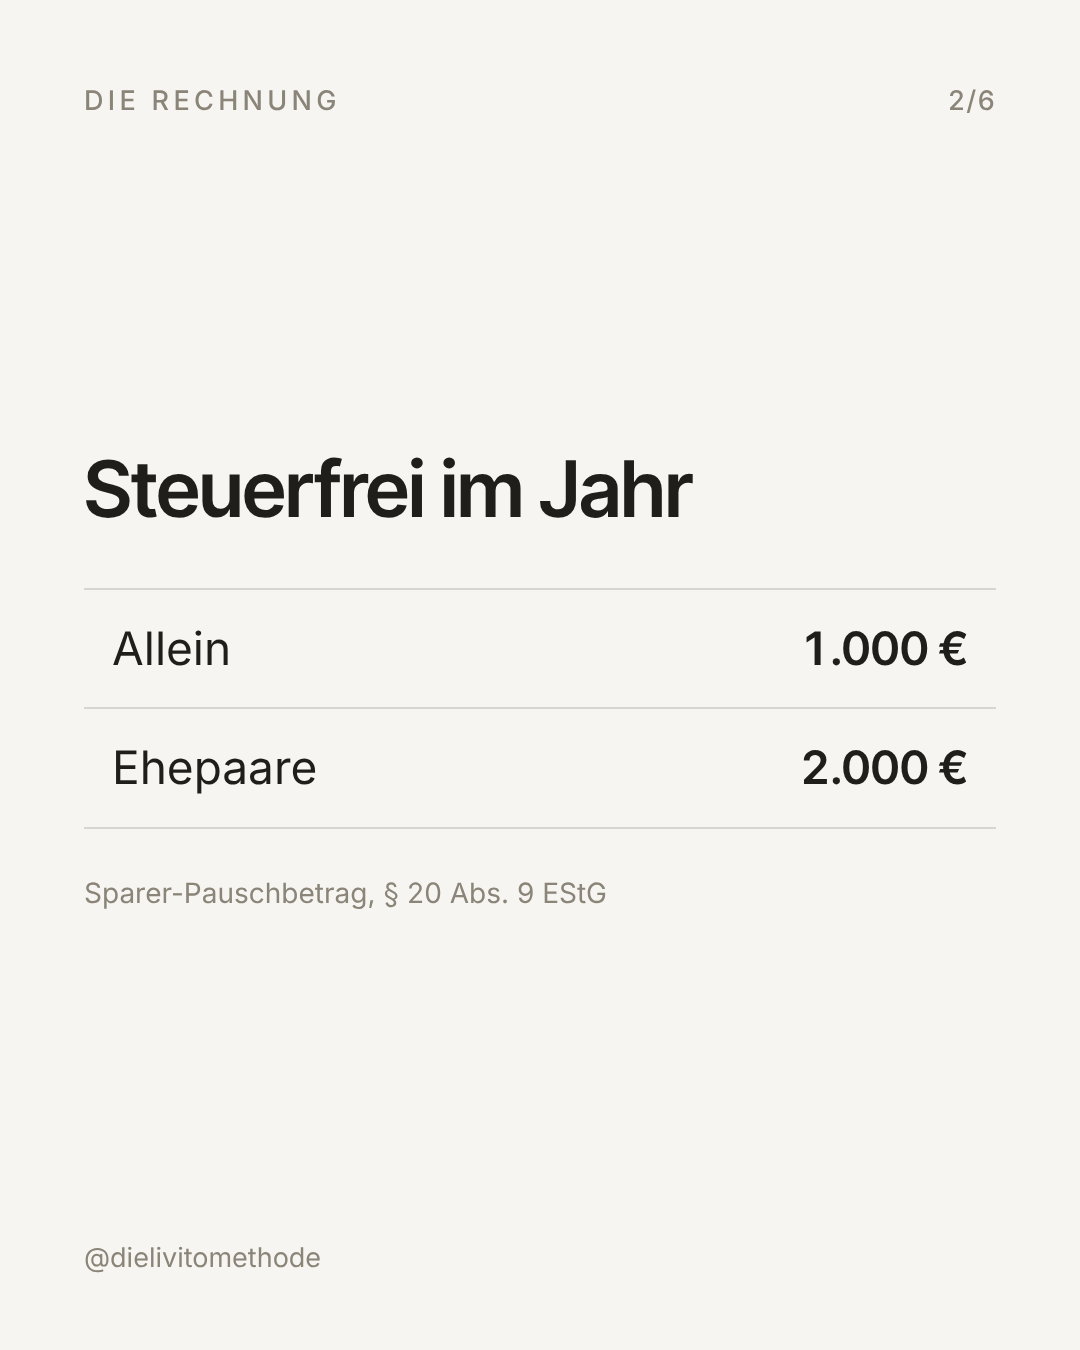 DIE RECHNUNG 2/6
Steuerfrei im Jahr
Allein 1.000 €
Ehepaare 2.000 €
Sparer-Pauschbetrag, § 20 Abs. 9 EStG
@dielivitomethode